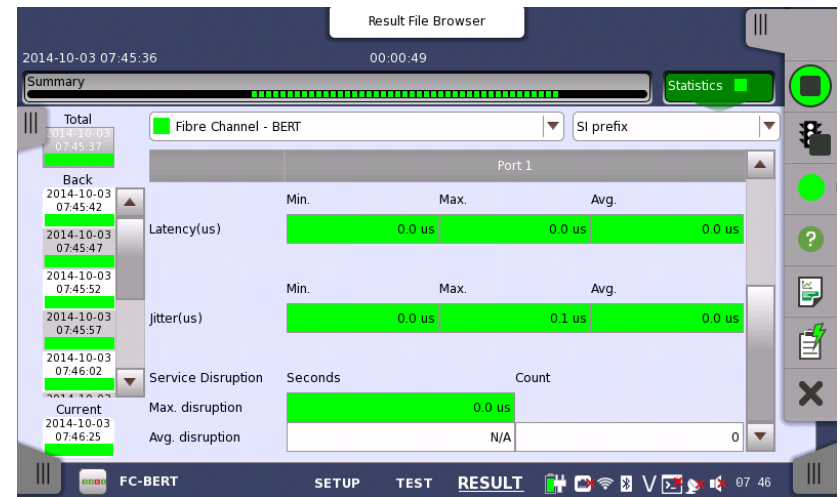 Result File Browser
2014-10-03 07:45:36 00:00:49
Summary
Statistics
Total
2014-10-03
07:45:37
Fibre Channel - BERT
SI prefix
Port 1
Back
2014-10-03
07:45:42
2014-10-03
07:45:47
2014-10-03
07:45:52
2014-10-03
07:45:57
2014-10-03
07:46:02
Current
2014-10-03
07:46:25
Min. Max. Avg.
Latency(us) 0.0 us 0.0 us 0.0 us
Min. Max. Avg.
Jitter(us) 0.0 us 0.1 us 0.0 us
Service Disruption Seconds Count
Max. disruption 0.0 us
Avg. disruption N/A 0
FC-BERT SETUP TEST RESULT 07 46